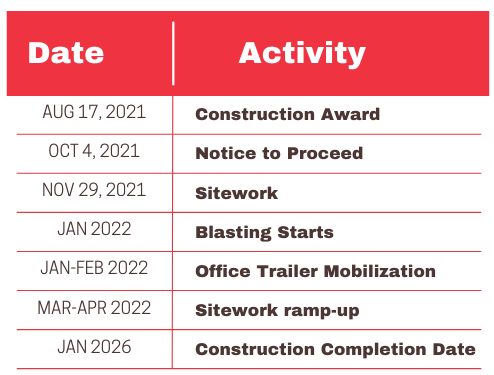 Date Activity
AUG 17, 2021 Construction Award
OCT 4, 2021 Notice to Proceed
NOV 29, 2021 Sitework
JAN 2022 Blasting Starts
JAN-FEB 2022 Office Trailer Mobilization
MAR-APR 2022 Sitework ramp-up
JAN 2026 Construction Completion Date